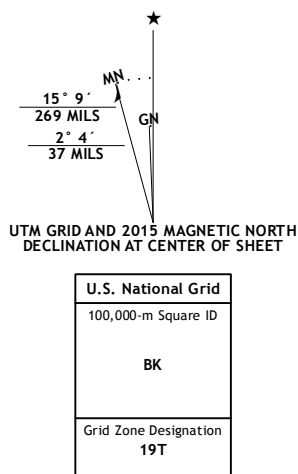 MN
GN
15° 9´
269 MILS
2° 4´
37 MILS
UTM GRID AND 2015 MAGNETIC NORTH
DECLINATION AT CENTER OF SHEET
U.S. National Grid
100,000-m Square ID
BK
Grid Zone Designation
19T